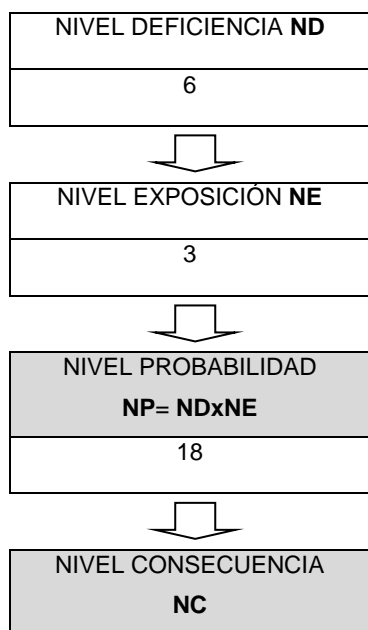 NIVEL DEFICIENCIA ND
6
NIVEL EXPOSICIÓN NE
3
NIVEL PROBABILIDAD
NP= NDxNE
18
NIVEL CONSECUENCIA
NC